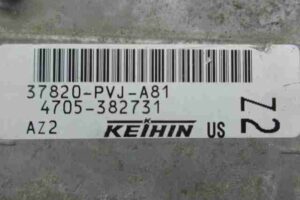 37820-PVJ-A81
4705-382731
AZ2 KEIHIN US
Z2